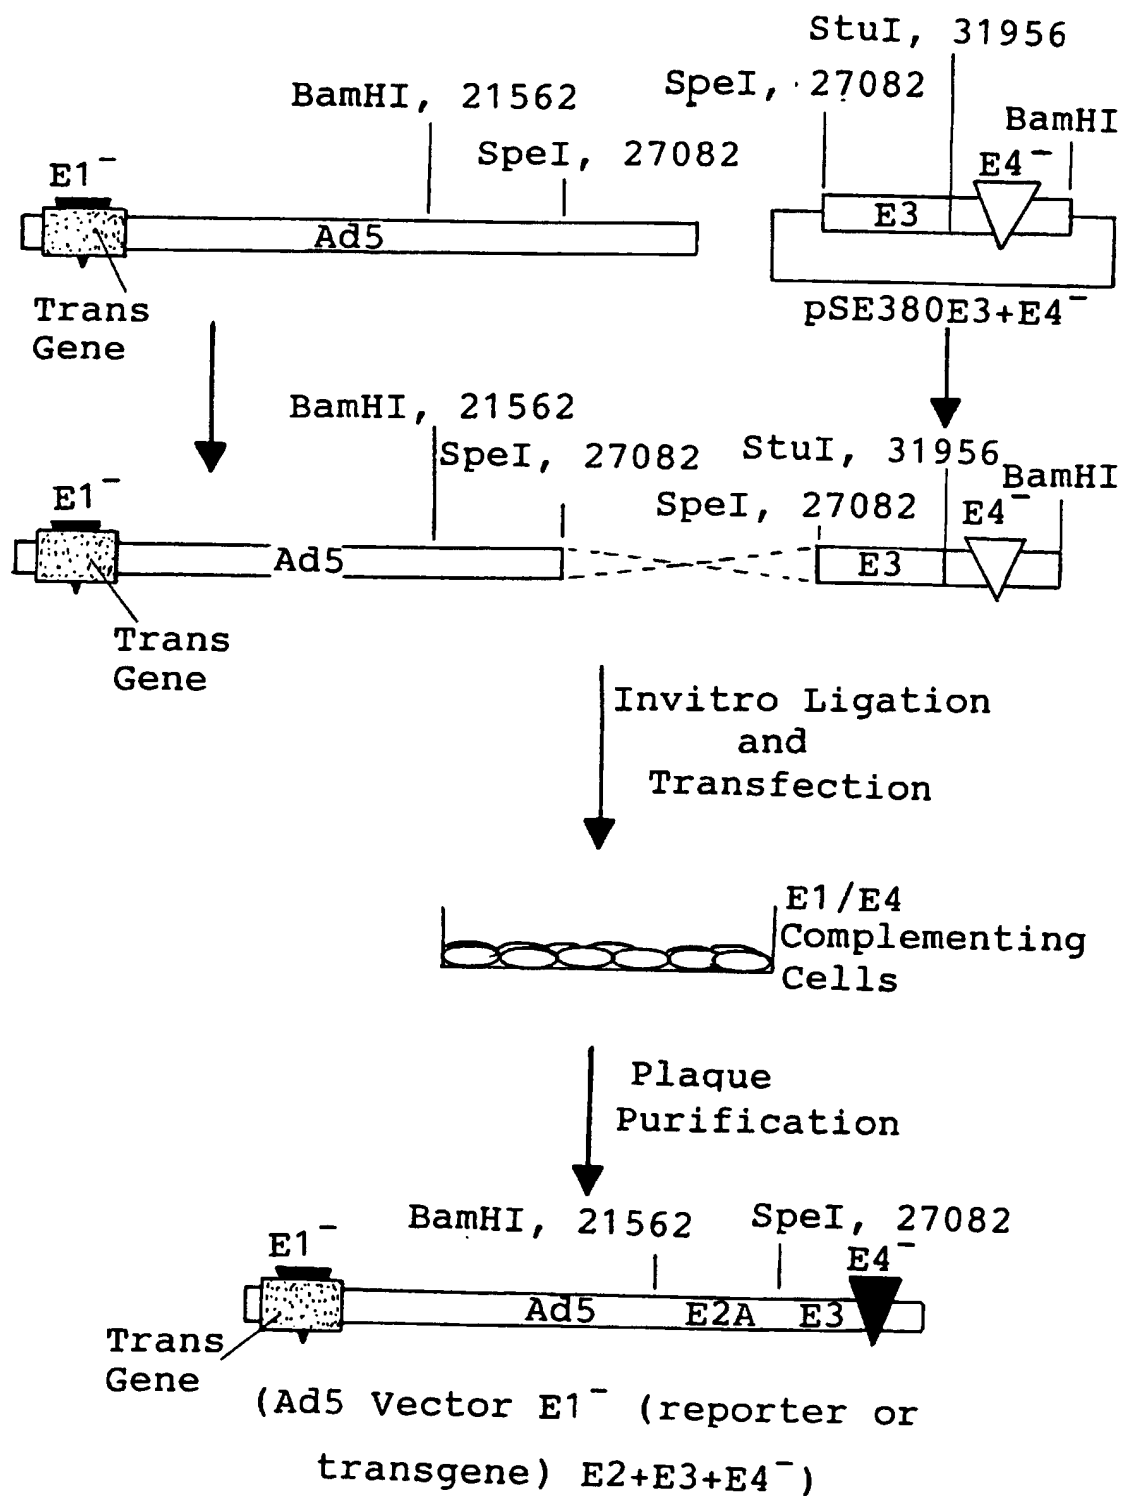 StuI, 31956
SpeI, 27082
BamHI, 21562
BamHI
SpeI, 27082
E4⁻
E1⁻
E3
Ad5
Trans
Gene
pSE380E3+E4⁻
BamHI, 21562
SpeI, 27082
StuI, 31956
BamHI
E1⁻
SpeI, 27082
E4⁻
Ad5
E3
Trans
Gene
Invitro Ligation
and
Transfection
E1/E4
Complementing
Cells
Plaque
Purification
BamHI, 21562
SpeI, 27082
E1⁻
E4⁻
Ad5
E2A
E3
Trans
Gene
(Ad5 Vector E1⁻ (reporter or
transgene) E2+E3+E4⁻)